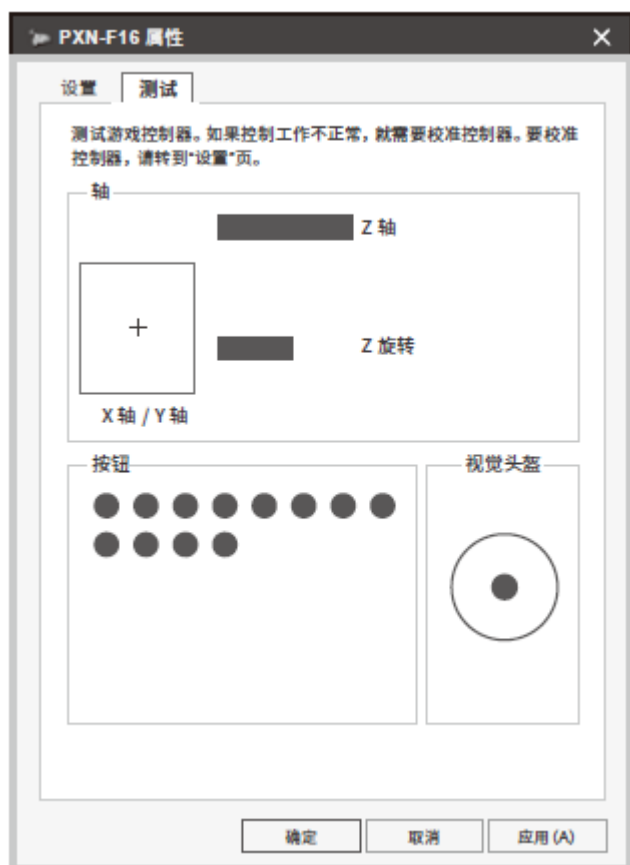 PXN-F16 属性
设置 测试
测试游戏控制器。如果控制工作不正常，就需要校准控制器。要校准
控制器，请转到“设置”页。
轴
Z 轴
Z 旋转
X 轴 / Y 轴
按钮
视觉头盔
确定 取消 应用 (A)